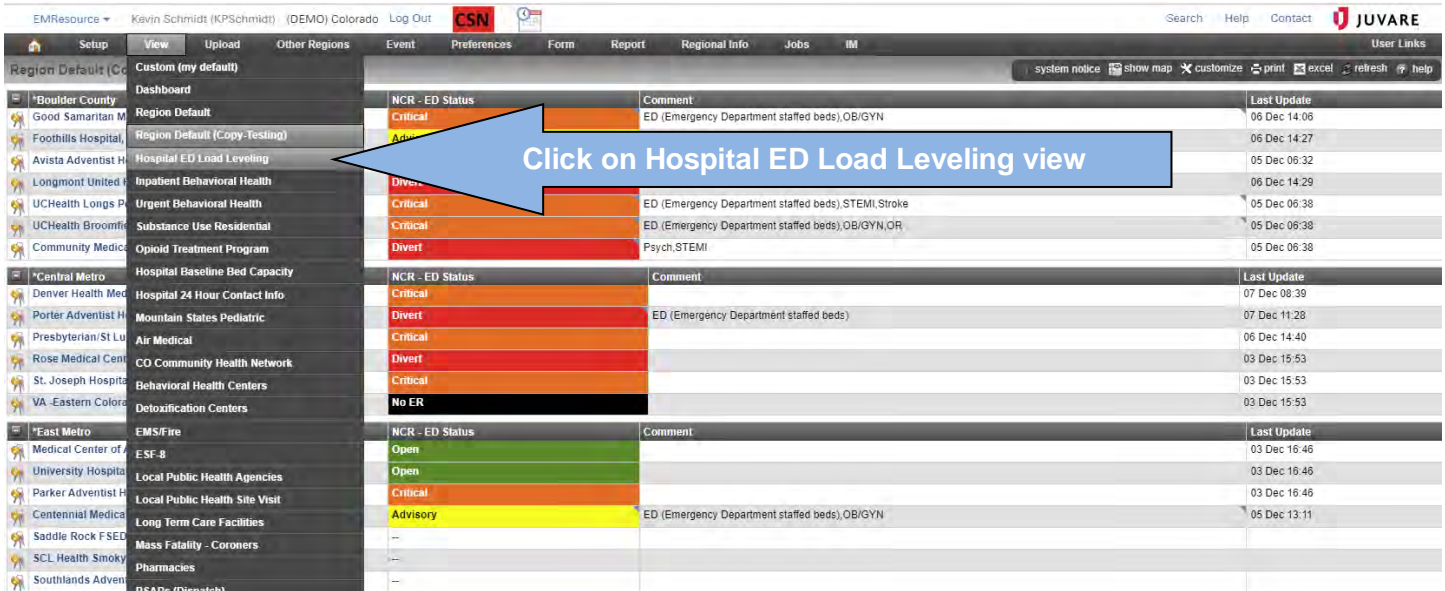 EMResource Kevin Schmidt (KPSchmidt) (DEMO) Colorado Log Out CSN Search Help Contact JUVARE
Setup View Upload Other Regions Event Preferences Form Report Regional Info Jobs IM User Links
Region Default (Co system notice show map customize print excel refresh help
Custom (my default)
Dashboard
Region Default
Region Default (Copy-Testing)
Hospital ED Load Leveling
Inpatient Behavioral Health
Urgent Behavioral Health
Substance Use Residential
Opioid Treatment Program
Hospital Baseline Bed Capacity
Hospital 24 Hour Contact Info
Mountain States Pediatric
Air Medical
CO Community Health Network
Behavioral Health Centers
Detoxification Centers
EMS/Fire
ESF-8
Local Public Health Agencies
Local Public Health Site Visit
Long Term Care Facilities
Mass Fatality - Coroners
Pharmacies
PSAPs (Dispatch)
Click on Hospital ED Load Leveling view
*Boulder County NCR - ED Status Comment Last Update
Good Samaritan M Critical ED (Emergency Department staffed beds),OB/GYN 06 Dec 14:06
Foothills Hospital, 06 Dec 14:27
Avista Adventist H 05 Dec 06:32
Longmont United H Divert 06 Dec 14:29
UCHealth Longs P Critical ED (Emergency Department staffed beds),STEMI,Stroke 05 Dec 06:38
UCHealth Broomfie Critical ED (Emergency Department staffed beds),OB/GYN,OR 05 Dec 06:38
Community Medica Divert Psych,STEMI 05 Dec 06:38
*Central Metro NCR - ED Status Comment Last Update
Denver Health Med Critical 07 Dec 08:39
Porter Adventist H Divert ED (Emergency Department staffed beds) 07 Dec 11:28
Presbyterian/St Lu Critical 06 Dec 14:40
Rose Medical Cent Divert 03 Dec 15:53
St. Joseph Hospita Critical 03 Dec 15:53
VA -Eastern Colora No ER 03 Dec 15:53
*East Metro NCR - ED Status Comment Last Update
Medical Center of A Open 03 Dec 16:46
University Hospita Open 03 Dec 16:46
Parker Adventist H Critical 03 Dec 16:46
Centennial Medica Advisory ED (Emergency Department staffed beds),OB/GYN 05 Dec 13:11
Saddle Rock FSED --
SCL Health Smoky --
Southlands Advent --